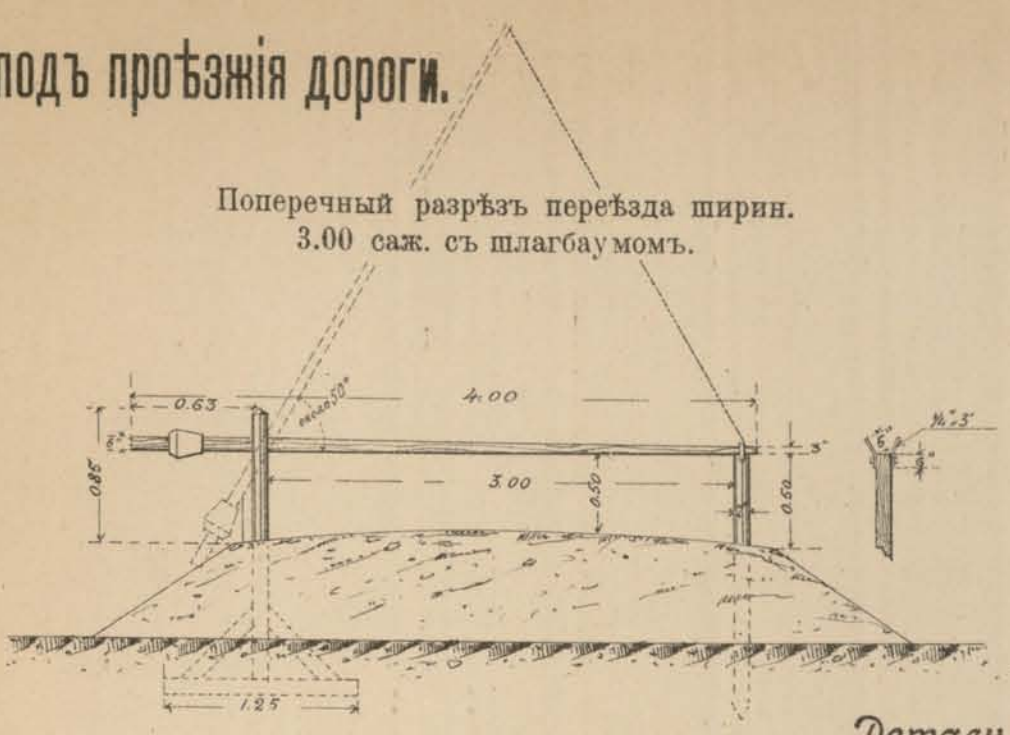 подъ проѣзжія дороги.
Поперечный разрѣзъ переѣзда ширин.
3.00 саж. съ шлагбаумомъ.
4.00
0.63
около 50°
3"
6"
0.85
3.00
0.50
0.50
1.25
Детали